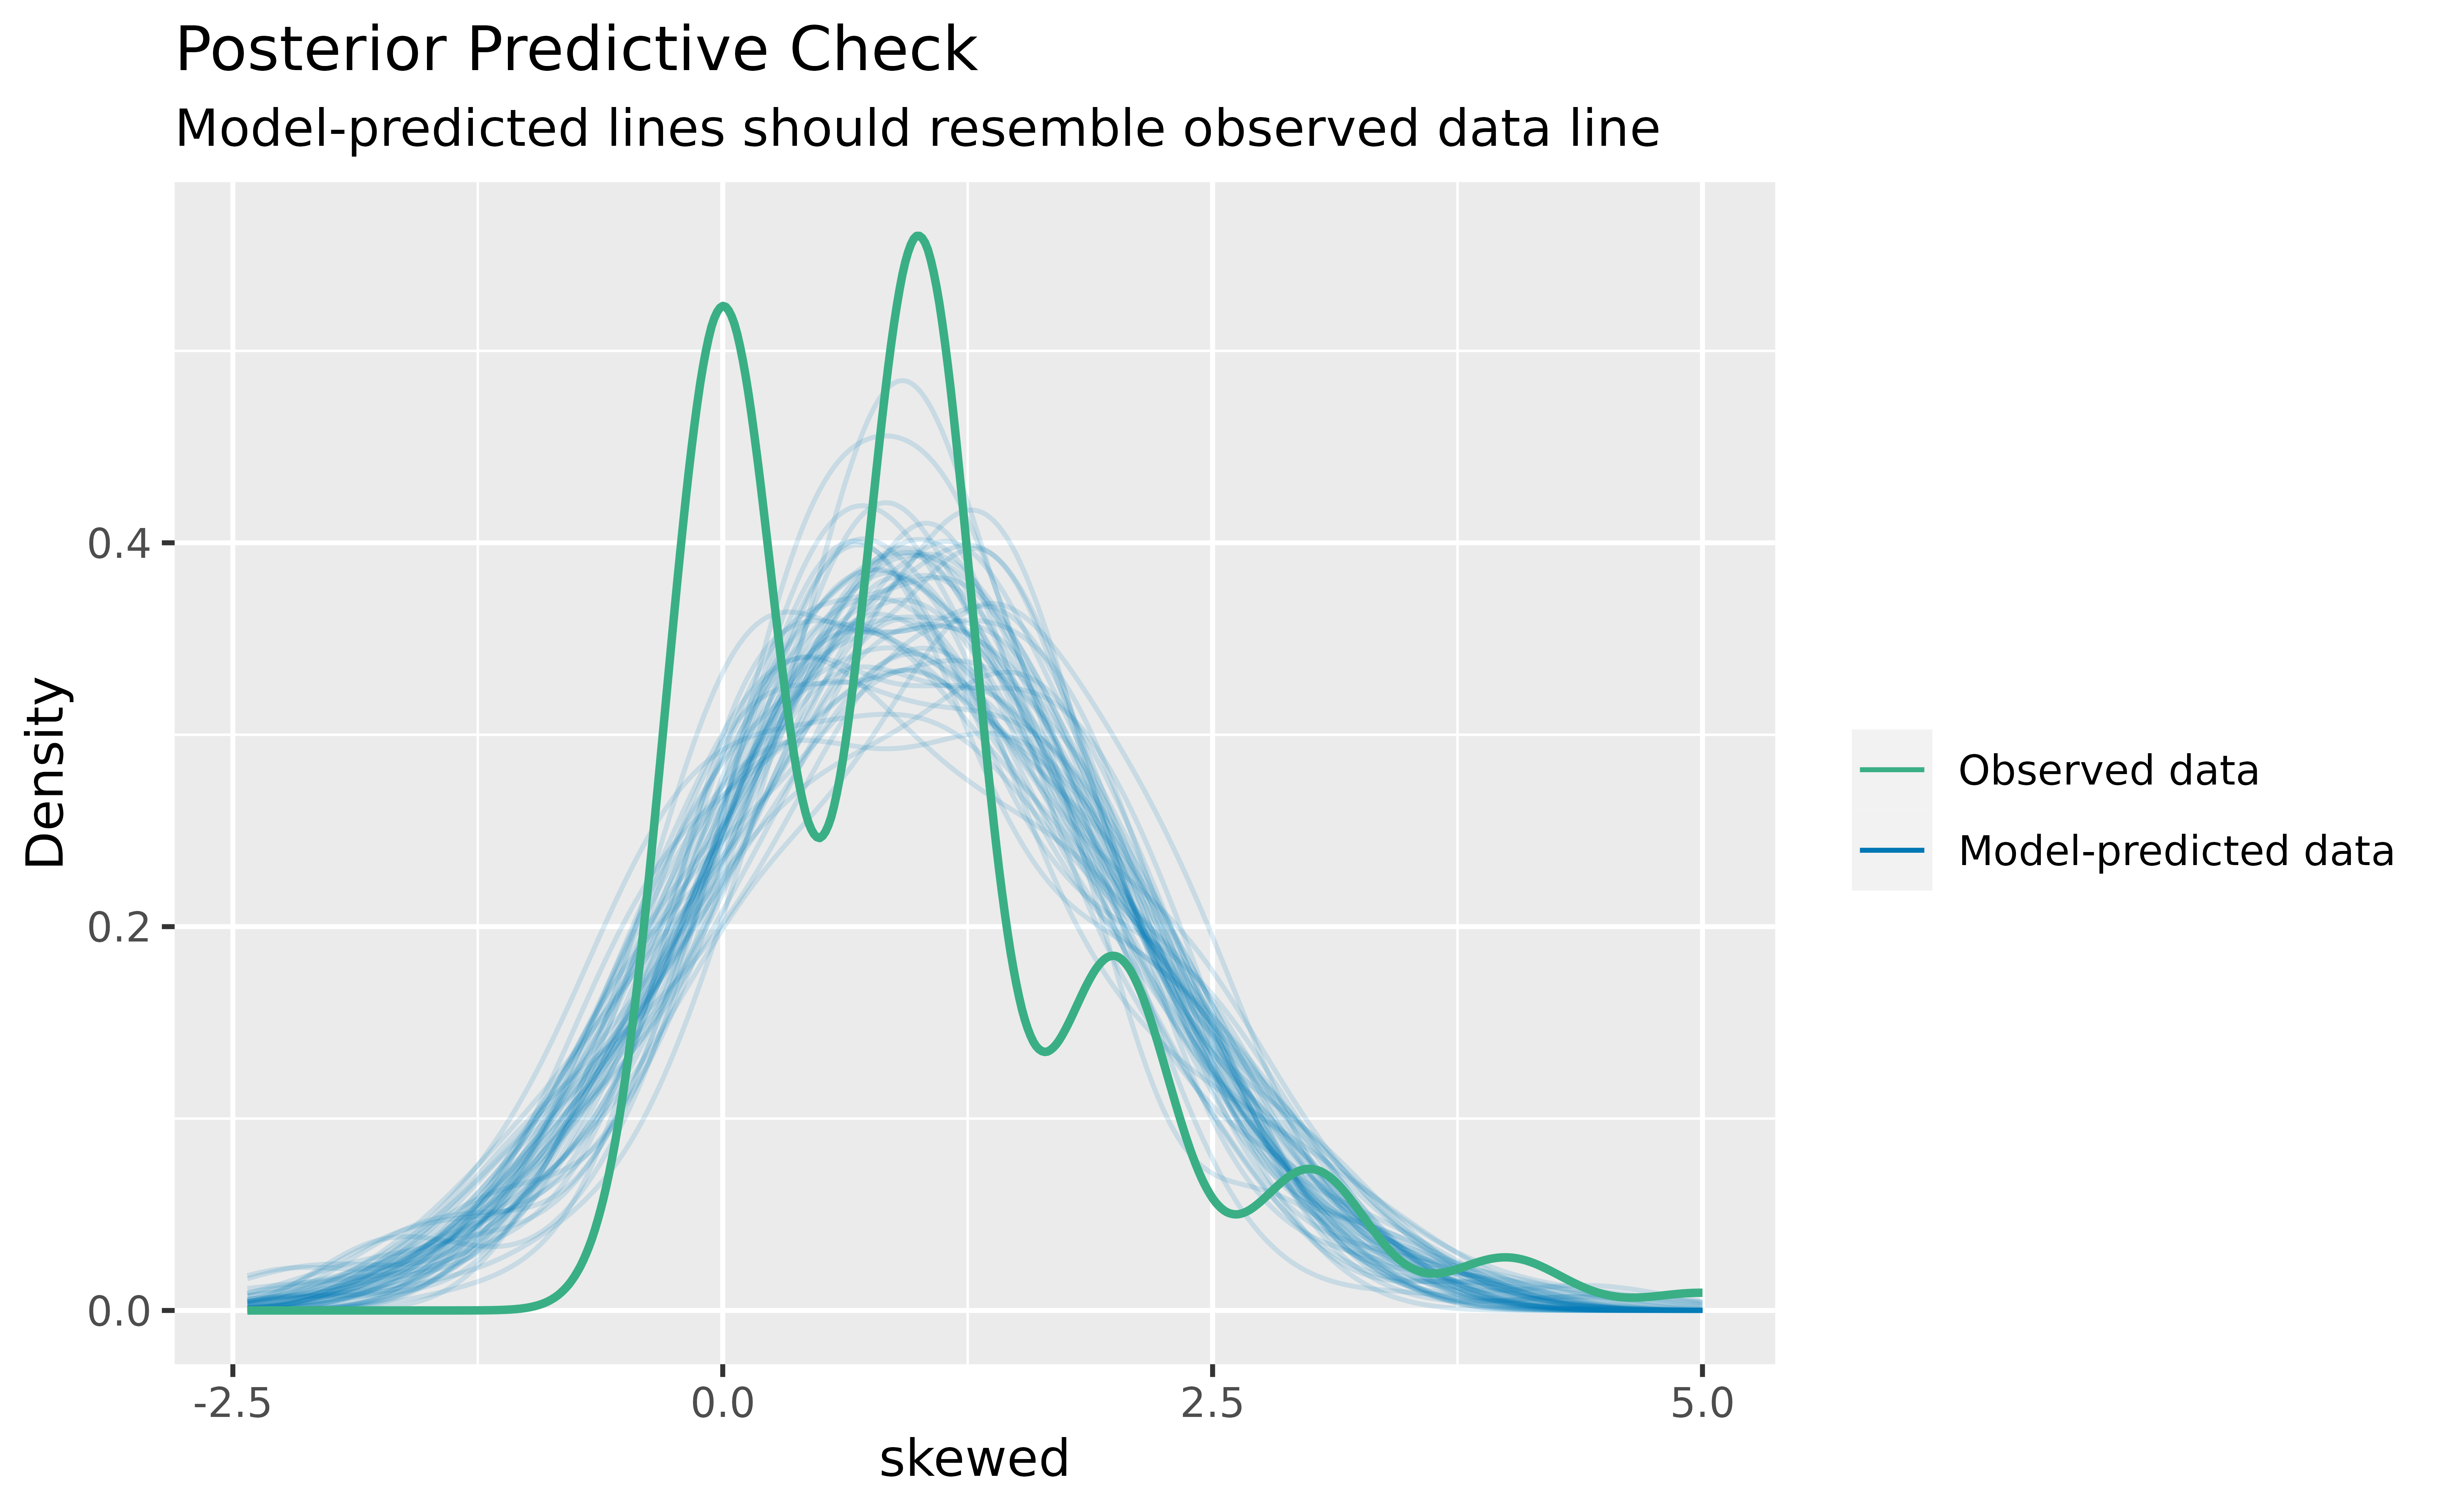 Posterior Predictive Check
Model-predicted lines should resemble observed data line
Density
0.4
0.2
0.0
-2.5
0.0
2.5
5.0
skewed
Observed data
Model-predicted data